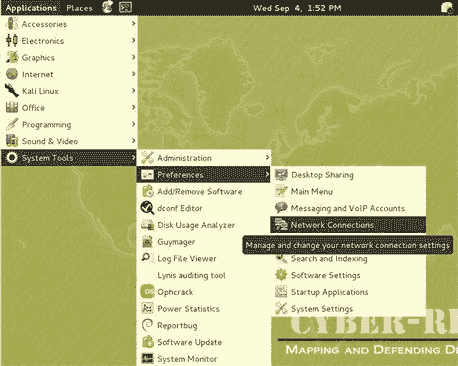 Applications Places Wed Sep 4, 1:52 PM
Accessories
Electronics
Graphics
Internet
Kali Linux
Office
Programming
Sound & Video
System Tools
Administration
Preferences
Add/Remove Software
dconf Editor
Disk Usage Analyzer
Guymager
Log File Viewer
Lynis auditing tool
Ophcrack
Power Statistics
Reportbug
Software Update
System Monitor
Desktop Sharing
Main Menu
Messaging and VoIP Accounts
Network Connections
Manage and change your network connection settings
Search and Indexing
Software Settings
Startup Applications
System Settings
CYBER-RE
MAPPING AND DEFENDING